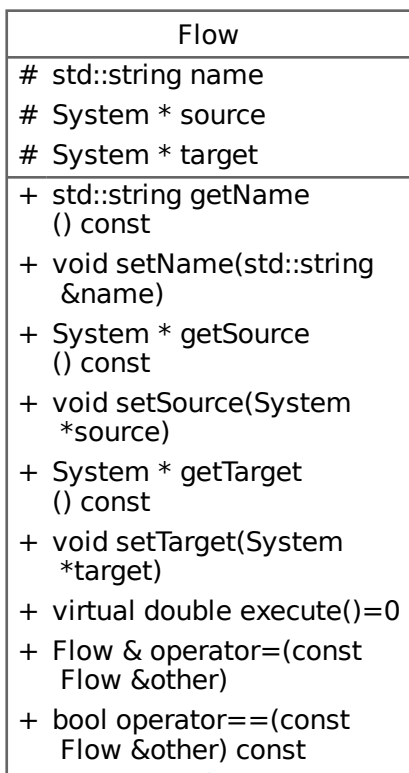 Flow
# std::string name
# System * source
# System * target
+ std::string getName
() const
+ void setName(std::string
&name)
+ System * getSource
() const
+ void setSource(System
*source)
+ System * getTarget
() const
+ void setTarget(System
*target)
+ virtual double execute()=0
+ Flow & operator=(const
Flow &other)
+ bool operator==(const
Flow &other) const